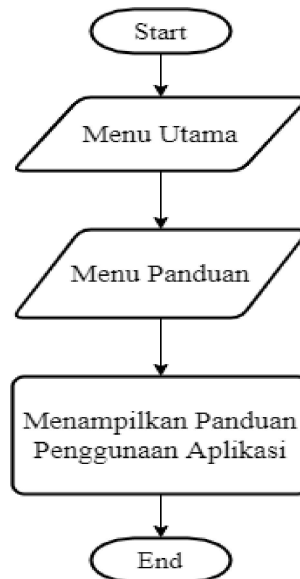 Start
Menu Utama
Menu Panduan
Menampilkan Panduan
Penggunaan Aplikasi
End